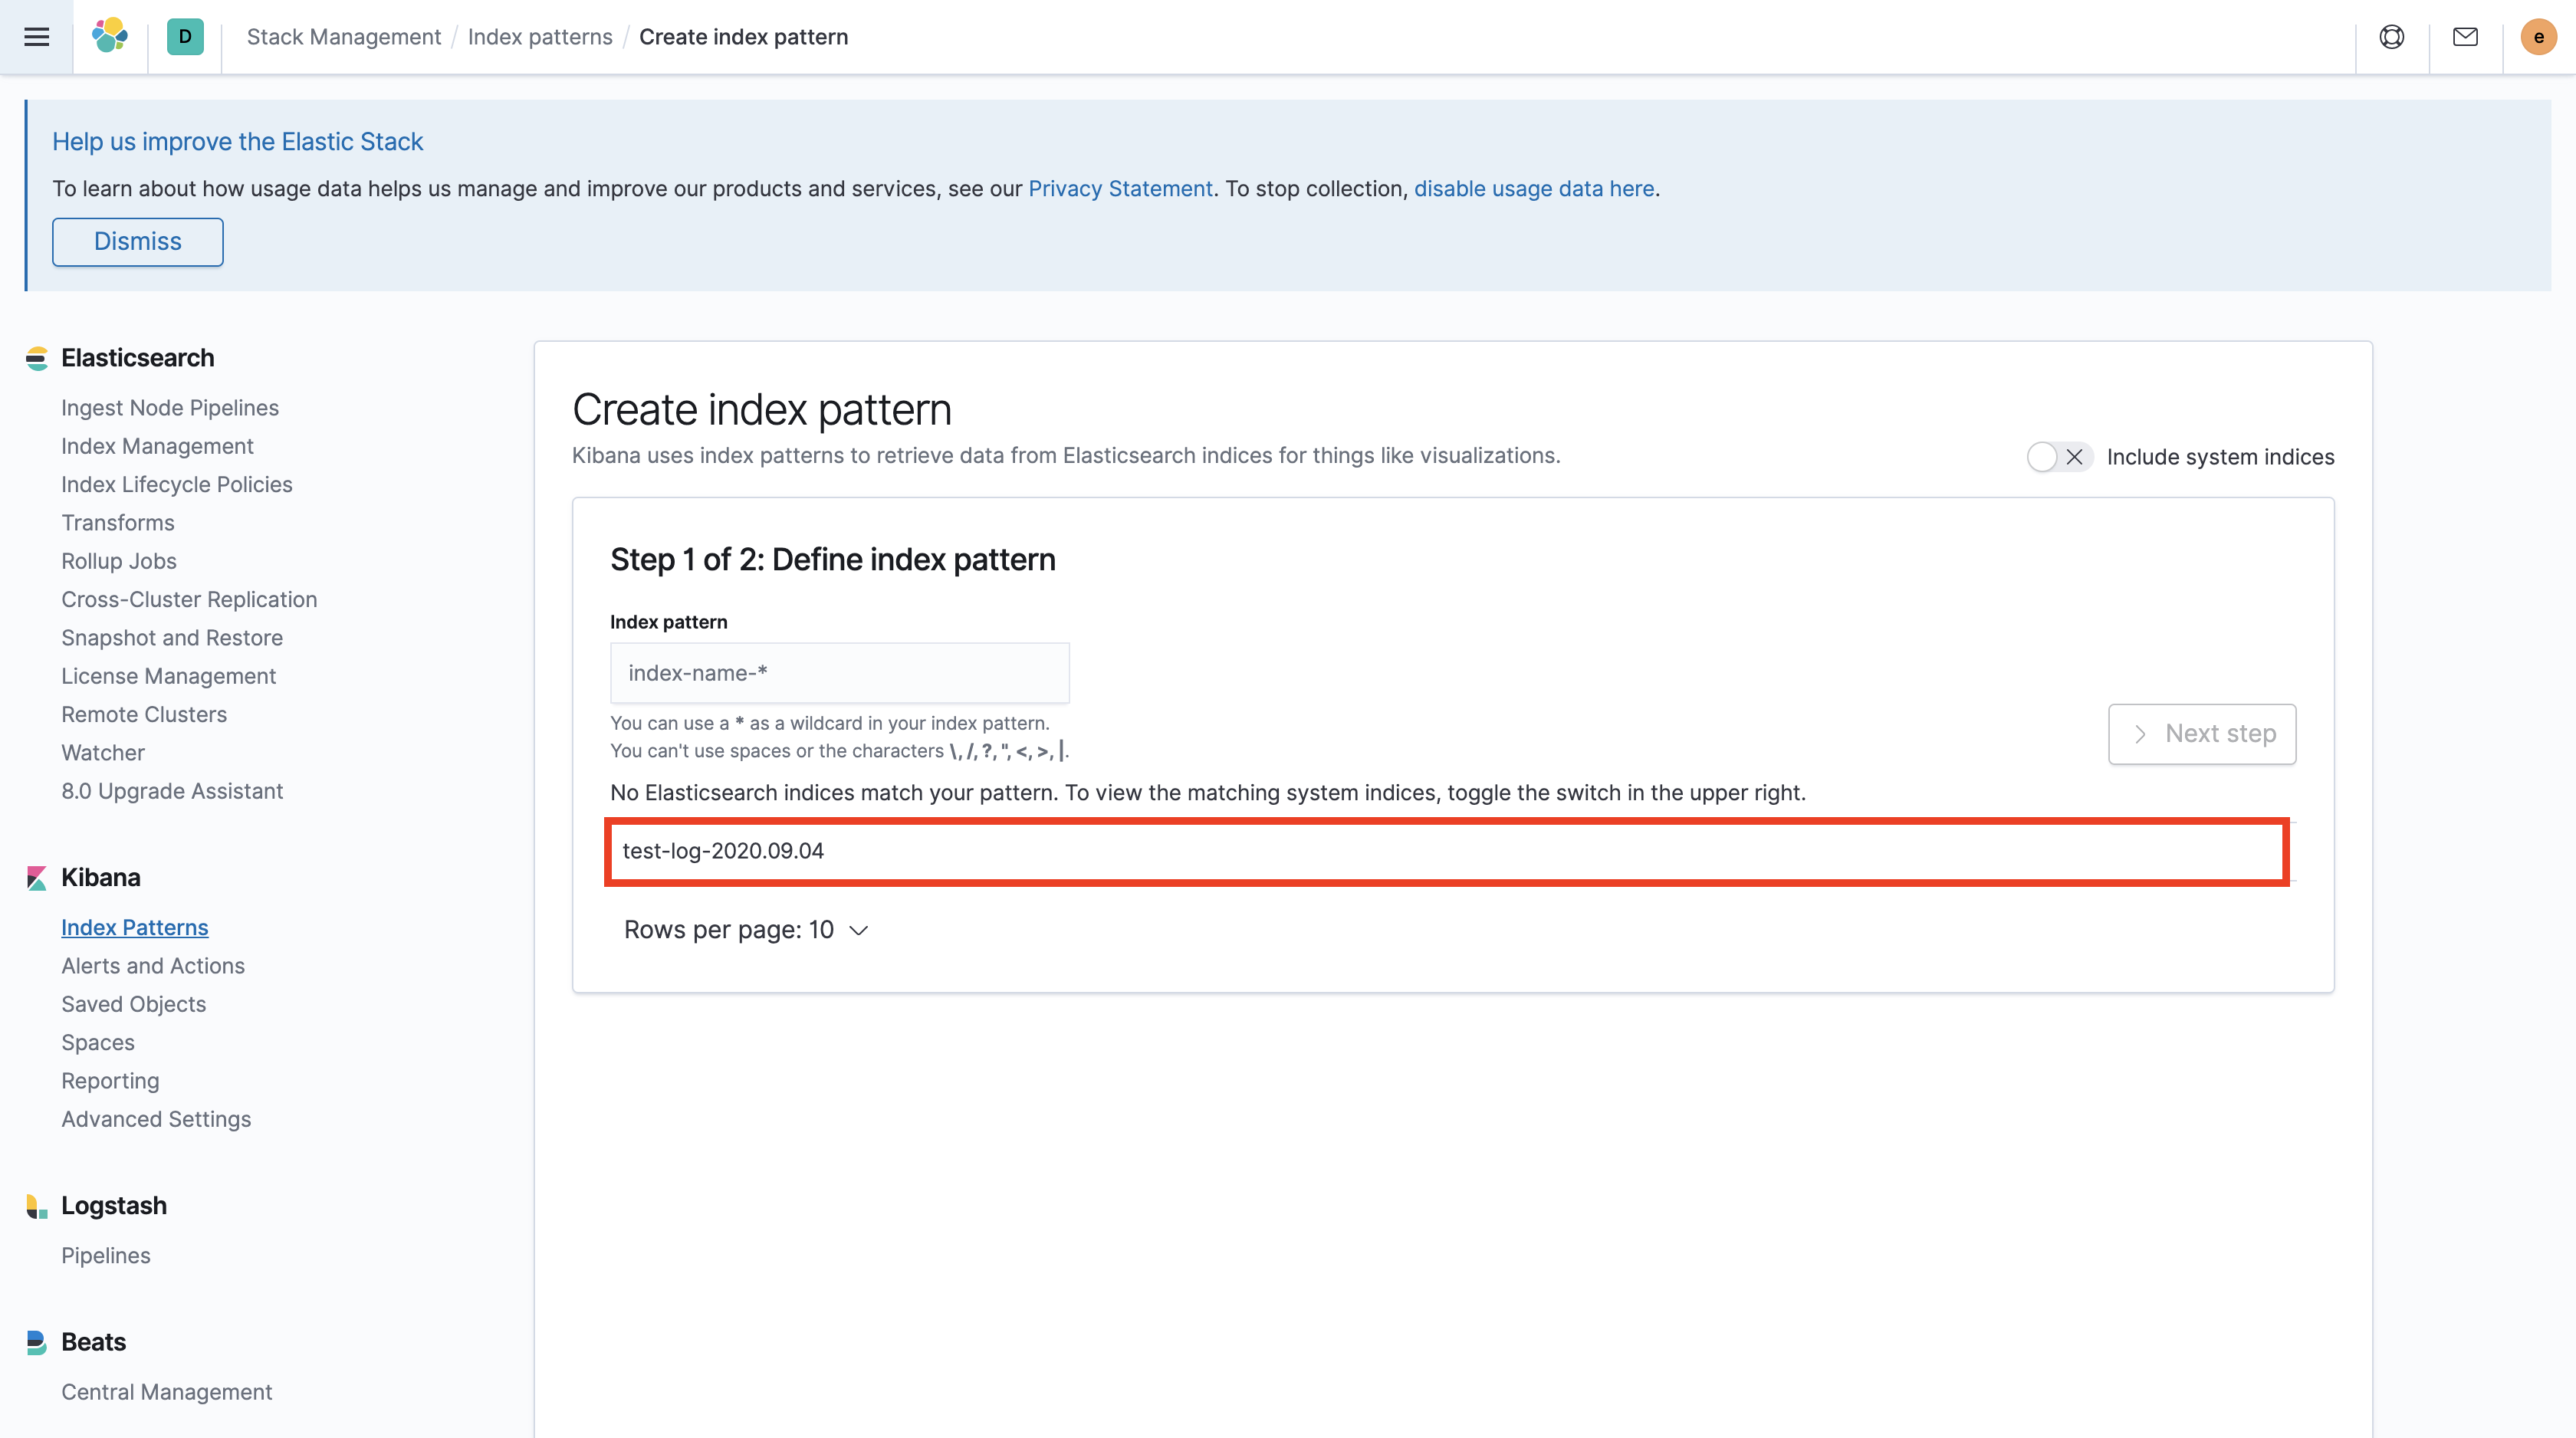 D Stack Management / Index patterns / Create index pattern e
Help us improve the Elastic Stack
To learn about how usage data helps us manage and improve our products and services, see our Privacy Statement. To stop collection, disable usage data here.
Dismiss
Elasticsearch
Ingest Node Pipelines
Index Management
Index Lifecycle Policies
Transforms
Rollup Jobs
Cross-Cluster Replication
Snapshot and Restore
License Management
Remote Clusters
Watcher
8.0 Upgrade Assistant
Kibana
Index Patterns
Alerts and Actions
Saved Objects
Spaces
Reporting
Advanced Settings
Logstash
Pipelines
Beats
Central Management
Create index pattern
Kibana uses index patterns to retrieve data from Elasticsearch indices for things like visualizations.
Include system indices
Step 1 of 2: Define index pattern
Index pattern
index-name-*
You can use a * as a wildcard in your index pattern.
You can't use spaces or the characters \, /, ?, ", <, >, |.
Next step
No Elasticsearch indices match your pattern. To view the matching system indices, toggle the switch in the upper right.
test-log-2020.09.04
Rows per page: 10